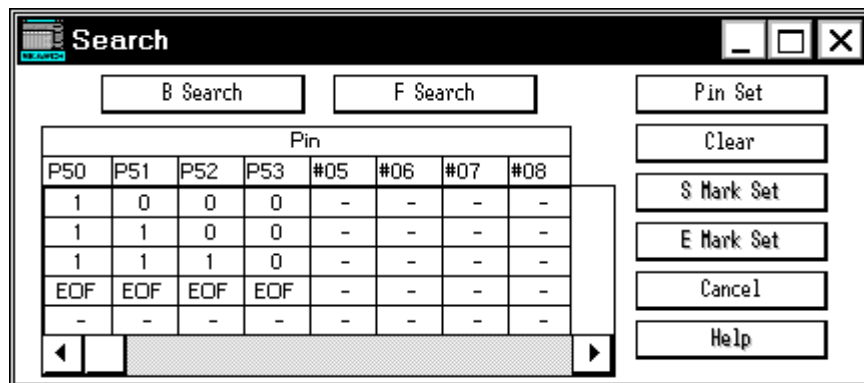 Search
B Search F Search
Pin
P50 P51 P52 P53 #05 #06 #07 #08
1 0 0 0 - - - -
1 1 0 0 - - - -
1 1 1 0 - - - -
EOF EOF EOF EOF - - - -
- - - - - - - -
Pin Set
Clear
S Mark Set
E Mark Set
Cancel
Help